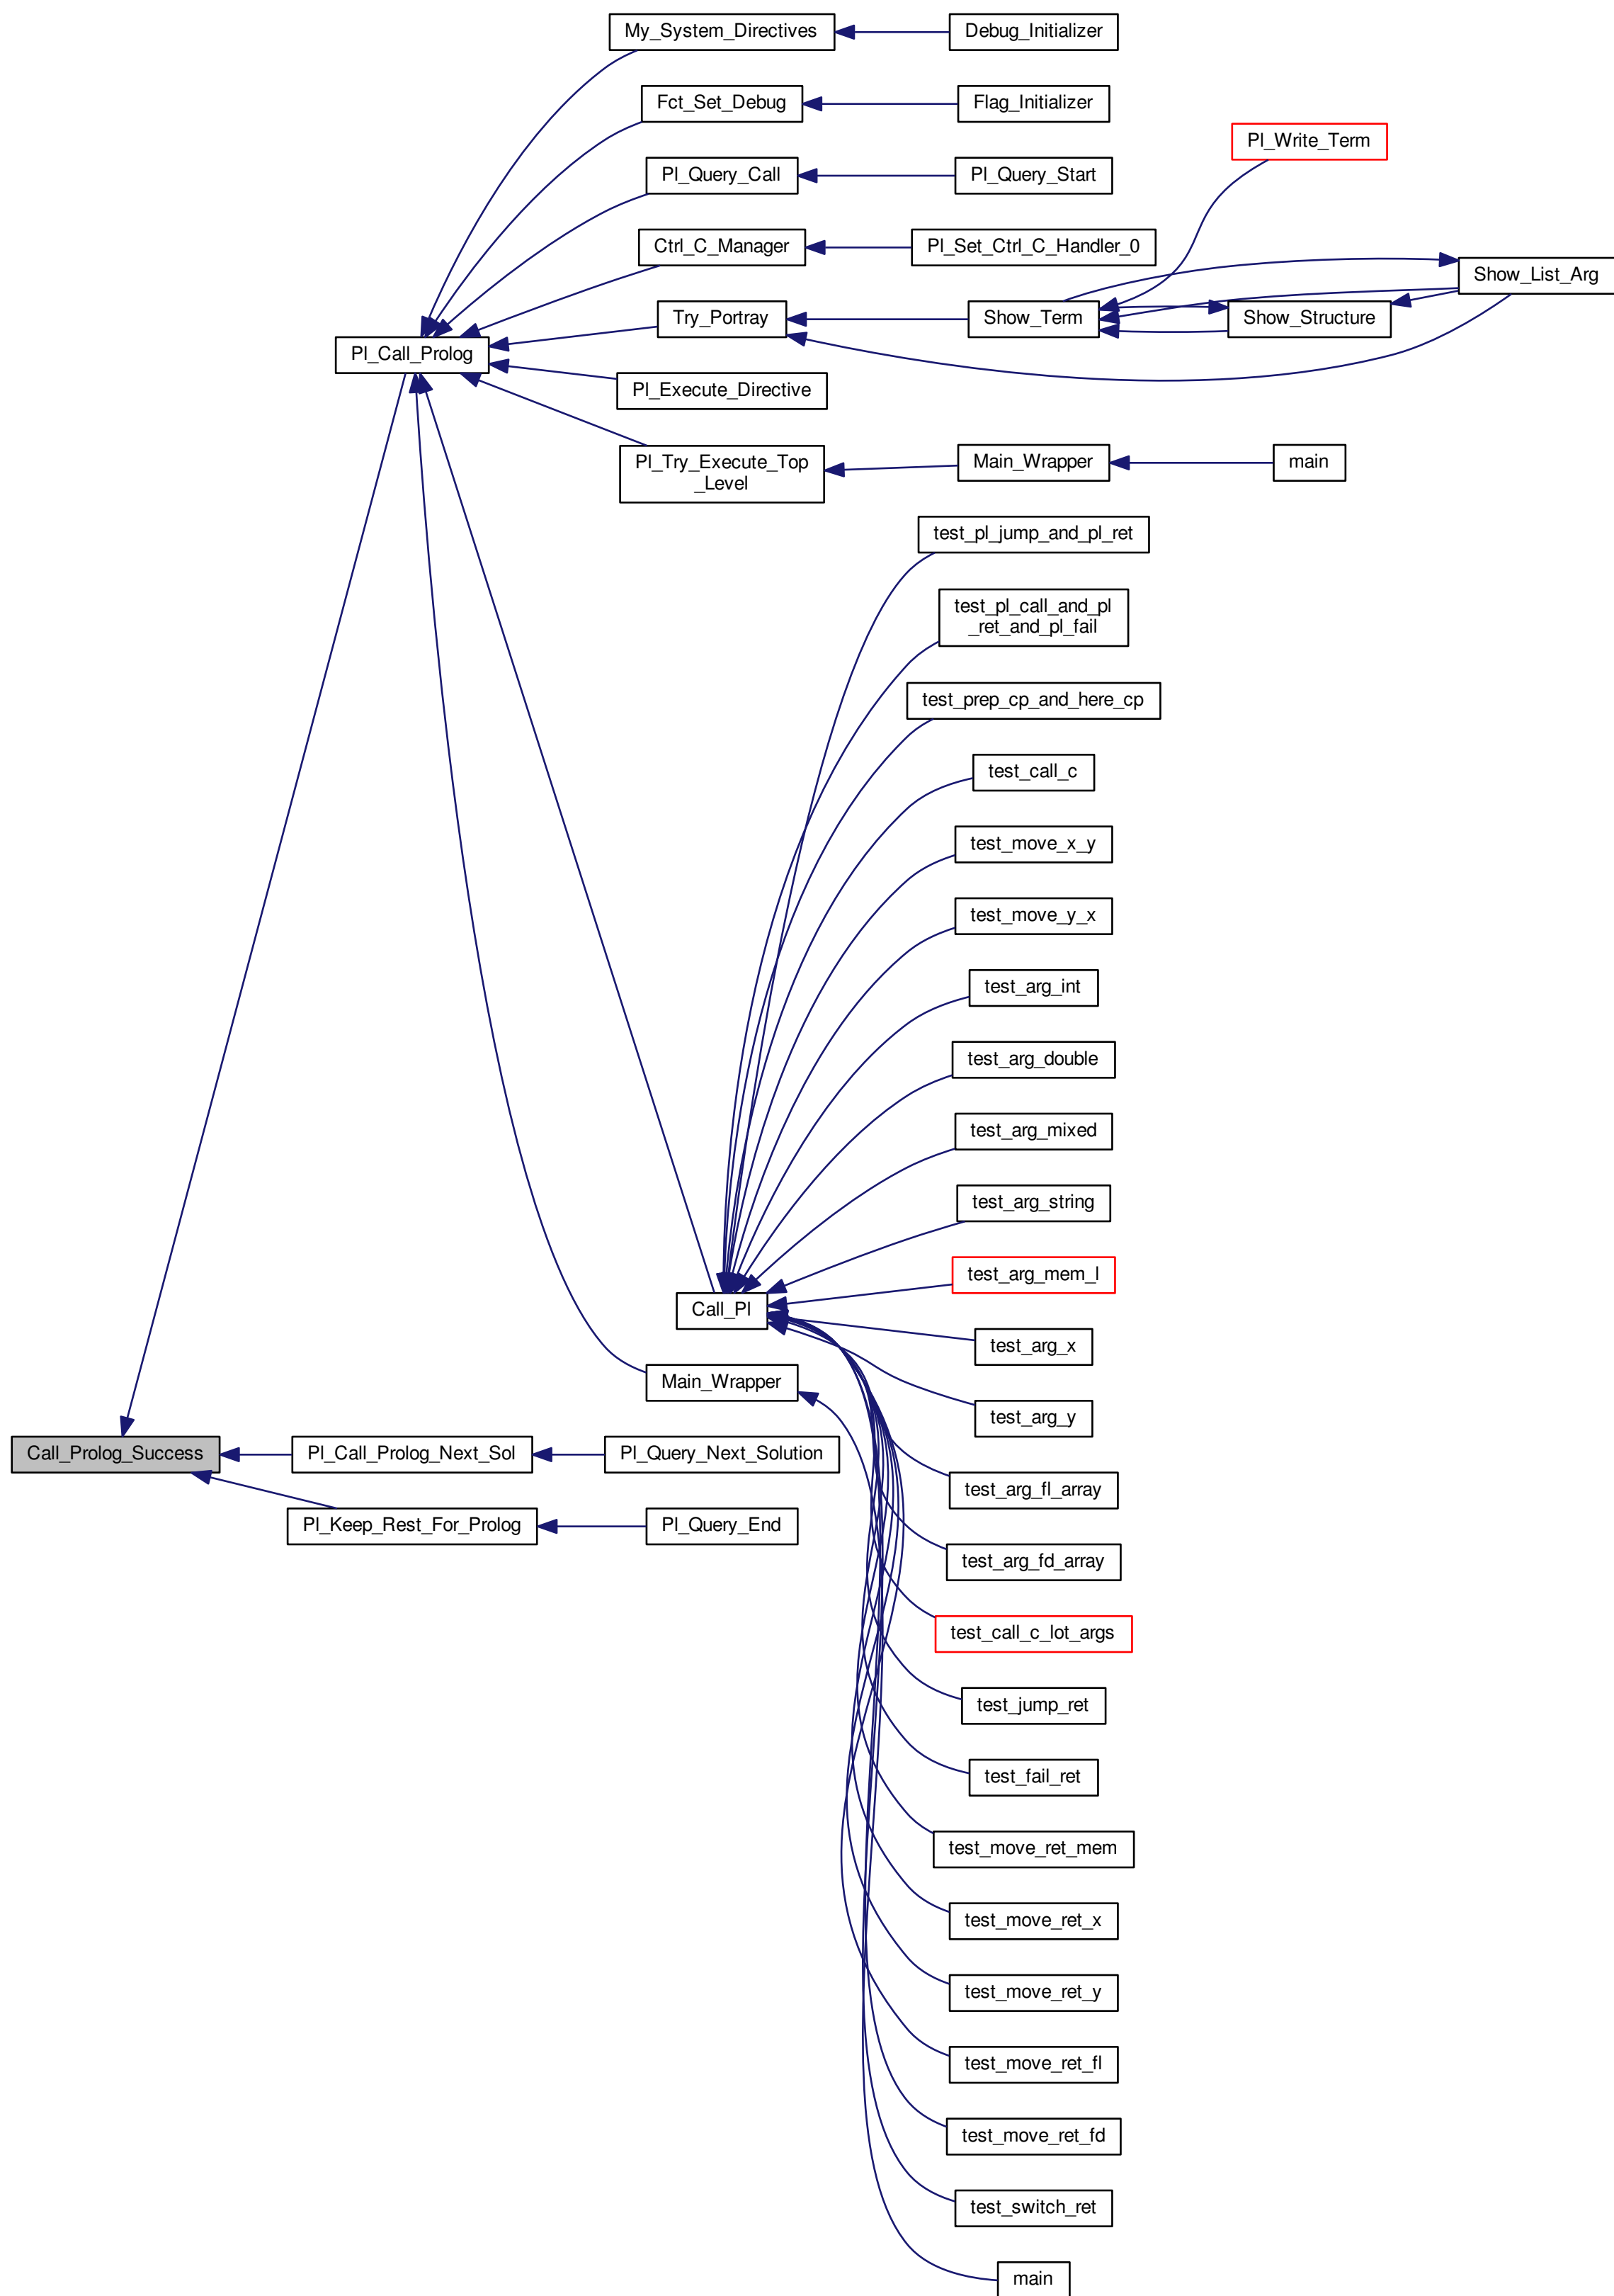 My_System_Directives
Debug_Initializer
Fct_Set_Debug
Flag_Initializer
Pl_Write_Term
Pl_Query_Call
Pl_Query_Start
Ctrl_C_Manager
Pl_Set_Ctrl_C_Handler_0
Show_List_Arg
Try_Portray
Show_Term
Show_Structure
Pl_Call_Prolog
Pl_Execute_Directive
Pl_Try_Execute_Top
_Level
Main_Wrapper
main
test_pl_jump_and_pl_ret
test_pl_call_and_pl
_ret_and_pl_fail
test_prep_cp_and_here_cp
test_call_c
test_move_x_y
test_move_y_x
test_arg_int
test_arg_double
test_arg_mixed
test_arg_string
test_arg_mem_l
Call_Pl
test_arg_x
Main_Wrapper
test_arg_y
Call_Prolog_Success
Pl_Call_Prolog_Next_Sol
Pl_Query_Next_Solution
test_arg_fl_array
Pl_Keep_Rest_For_Prolog
Pl_Query_End
test_arg_fd_array
test_call_c_lot_args
test_jump_ret
test_fail_ret
test_move_ret_mem
test_move_ret_x
test_move_ret_y
test_move_ret_fl
test_move_ret_fd
test_switch_ret
main